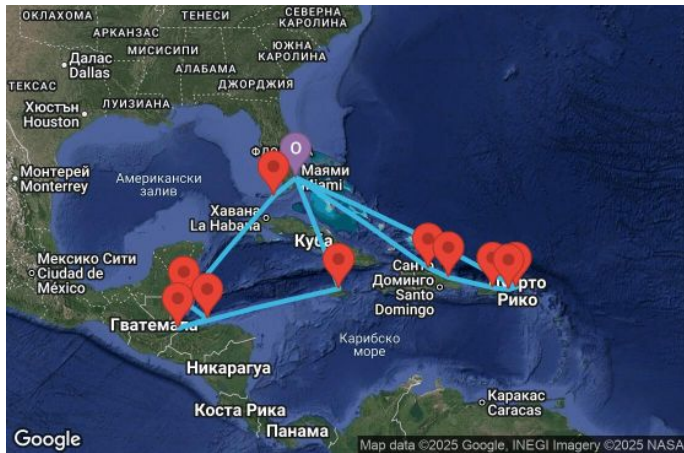 ОКЛАХОМА
ТЕНЕСИ
СЕВЕРНА
КАРОЛИНА
АРКАНЗАС
МИСИСИПИ
ЮЖНА
КАРОЛИНА
Далас
Dallas
АЛАБАМА
ДЖОРДЖИЯ
ТЕКСАС
ЛУИЗИАНА
Хюстън
Houston
ФЛО
O
Маями
Miami
Монтерей
Monterrey
Американски
залив
Хавана
La Habana
Куба
Мексико Сити
Ciudad de
México
Санто
Доминго
Santo
Domingo
Рико
Гватемала
Карибско
море
Никарагуа
Коста Рика
Каракас
Caracas
Панама
Google
Map data ©2025 Google, INEGI Imagery ©2025 NASA